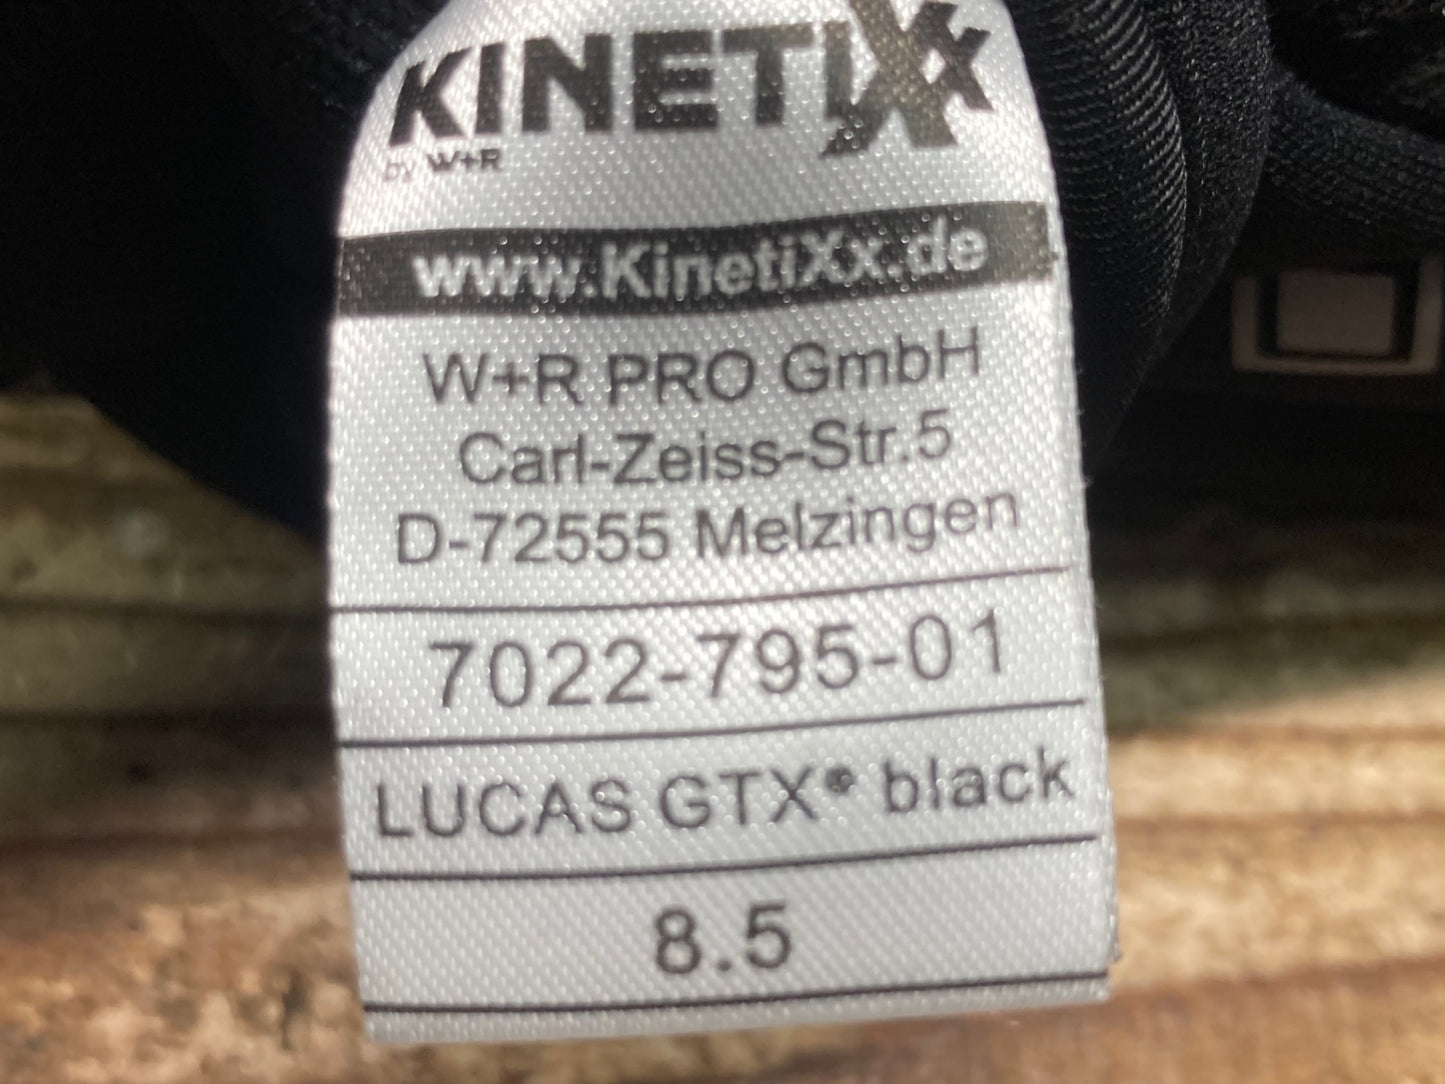 KINETIXx
by W+R
www.KinetiXx.de
W+R PRO GmbH
Carl-Zeiss-Str.5
D-72555 Melzingen
7022-795-01
LUCAS GTX® black
8.5